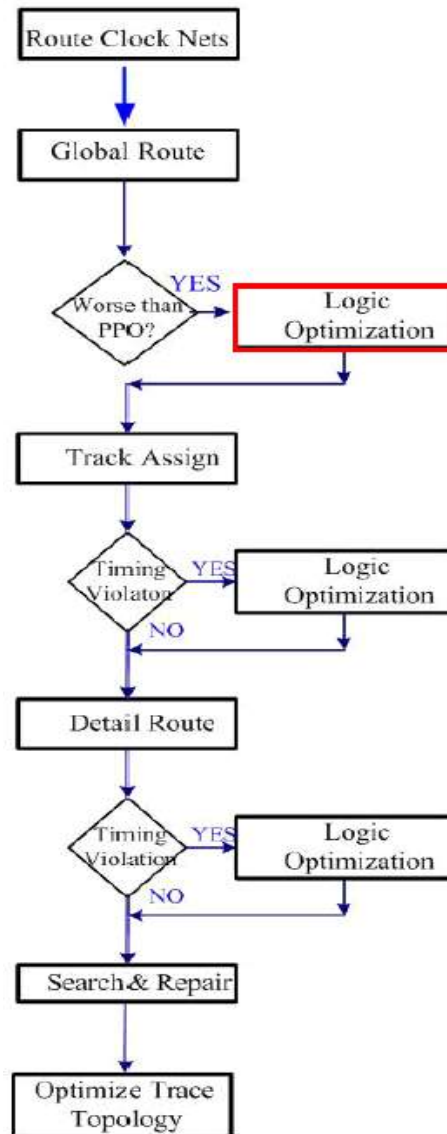 Route Clock Nets
Global Route
YES
Worse than
PPO?
Logic
Optimization
Track Assign
Timing
Violaton
YES
Logic
Optimization
NO
Detail Route
Timing
Violation
YES
Logic
Optimization
NO
Search & Repair
Optimize Trace
Topology